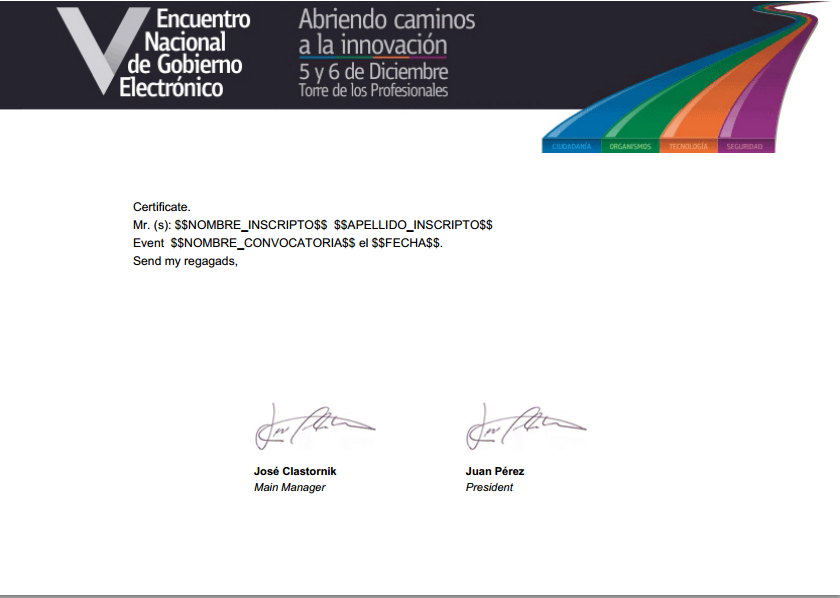 V Encuentro
Nacional
de Gobierno
Electrónico
Abriendo caminos
a la innovación
5 y 6 de Diciembre
Torre de los Profesionales
CIUDADANÍA ORGANISMOS TECNOLOGÍA SEGURIDAD
Certificate.
Mr. (s): $$NOMBRE_INSCRIPTO$$ $$APELLIDO_INSCRIPTO$$
Event $$NOMBRE_CONVOCATORIA$$ el $$FECHA$$.
Send my regagads,
José Clastornik Juan Pérez
Main Manager President